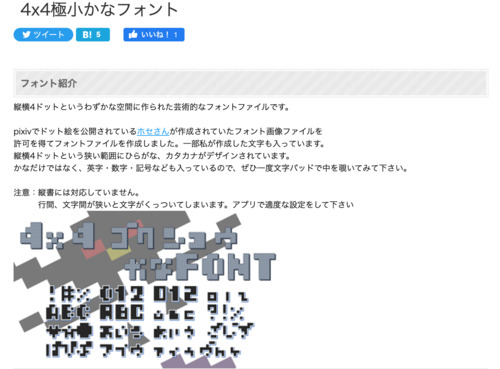 4x4極小かなフォント
ツイート B! 5 いいね！ 1
フォント紹介
縦横4ドットというわずかな空間に作られた芸術的なフォントファイルです。
pixivでドット絵を公開されているホセさんが作成されていたフォント画像ファイルを
許可を得てフォントファイルを作成しました。一部私が作成した文字も入っています。
縦横4ドットという狭い範囲にひらがな、カタカナがデザインされています。
かなだけではなく、英字・数字・記号なども入っているので、ぜひ一度文字パッドで中を覗いてみて下さい。
注意：縦書には対応していません。
行間、文字間が狭いと文字がくっついてしまいます。アプリで適度な設定をして下さい
4x4 ゴクショウ
カナFONT
!#% 012 012
ABC ABC ?!%
あいう
アイウ